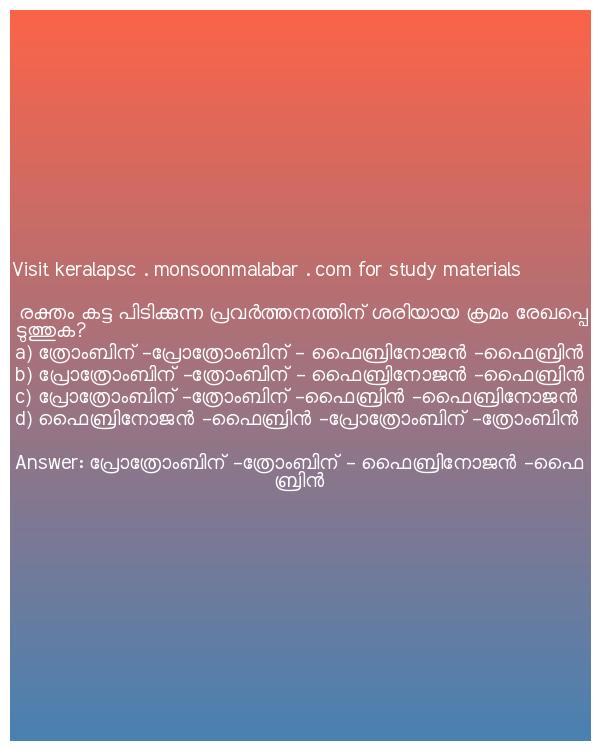 Visit keralapsc . monsoonmalabar . com for study materials
രക്തം കട്ട പിടിക്കുന്ന പ്രവർത്തനത്തിന് ശരിയായ ക്രമം രേഖപ്പെ
ടുത്തുക?
a) ത്രോംബിന് -പ്രോത്രോംബിന് - ഫൈബ്രിനോജൻ -ഫൈബ്രിൻ
b) പ്രോത്രോംബിന് -ത്രോംബിന് - ഫൈബ്രിനോജൻ -ഫൈബ്രിൻ
c) പ്രോത്രോംബിന് -ത്രോംബിന് -ഫൈബ്രിൻ -ഫൈബ്രിനോജൻ
d) ഫൈബ്രിനോജൻ -ഫൈബ്രിൻ -പ്രോത്രോംബിന് -ത്രോംബിൻ
Answer: പ്രോത്രോംബിന് -ത്രോംബിന് - ഫൈബ്രിനോജൻ -ഫൈ
ബ്രിൻ